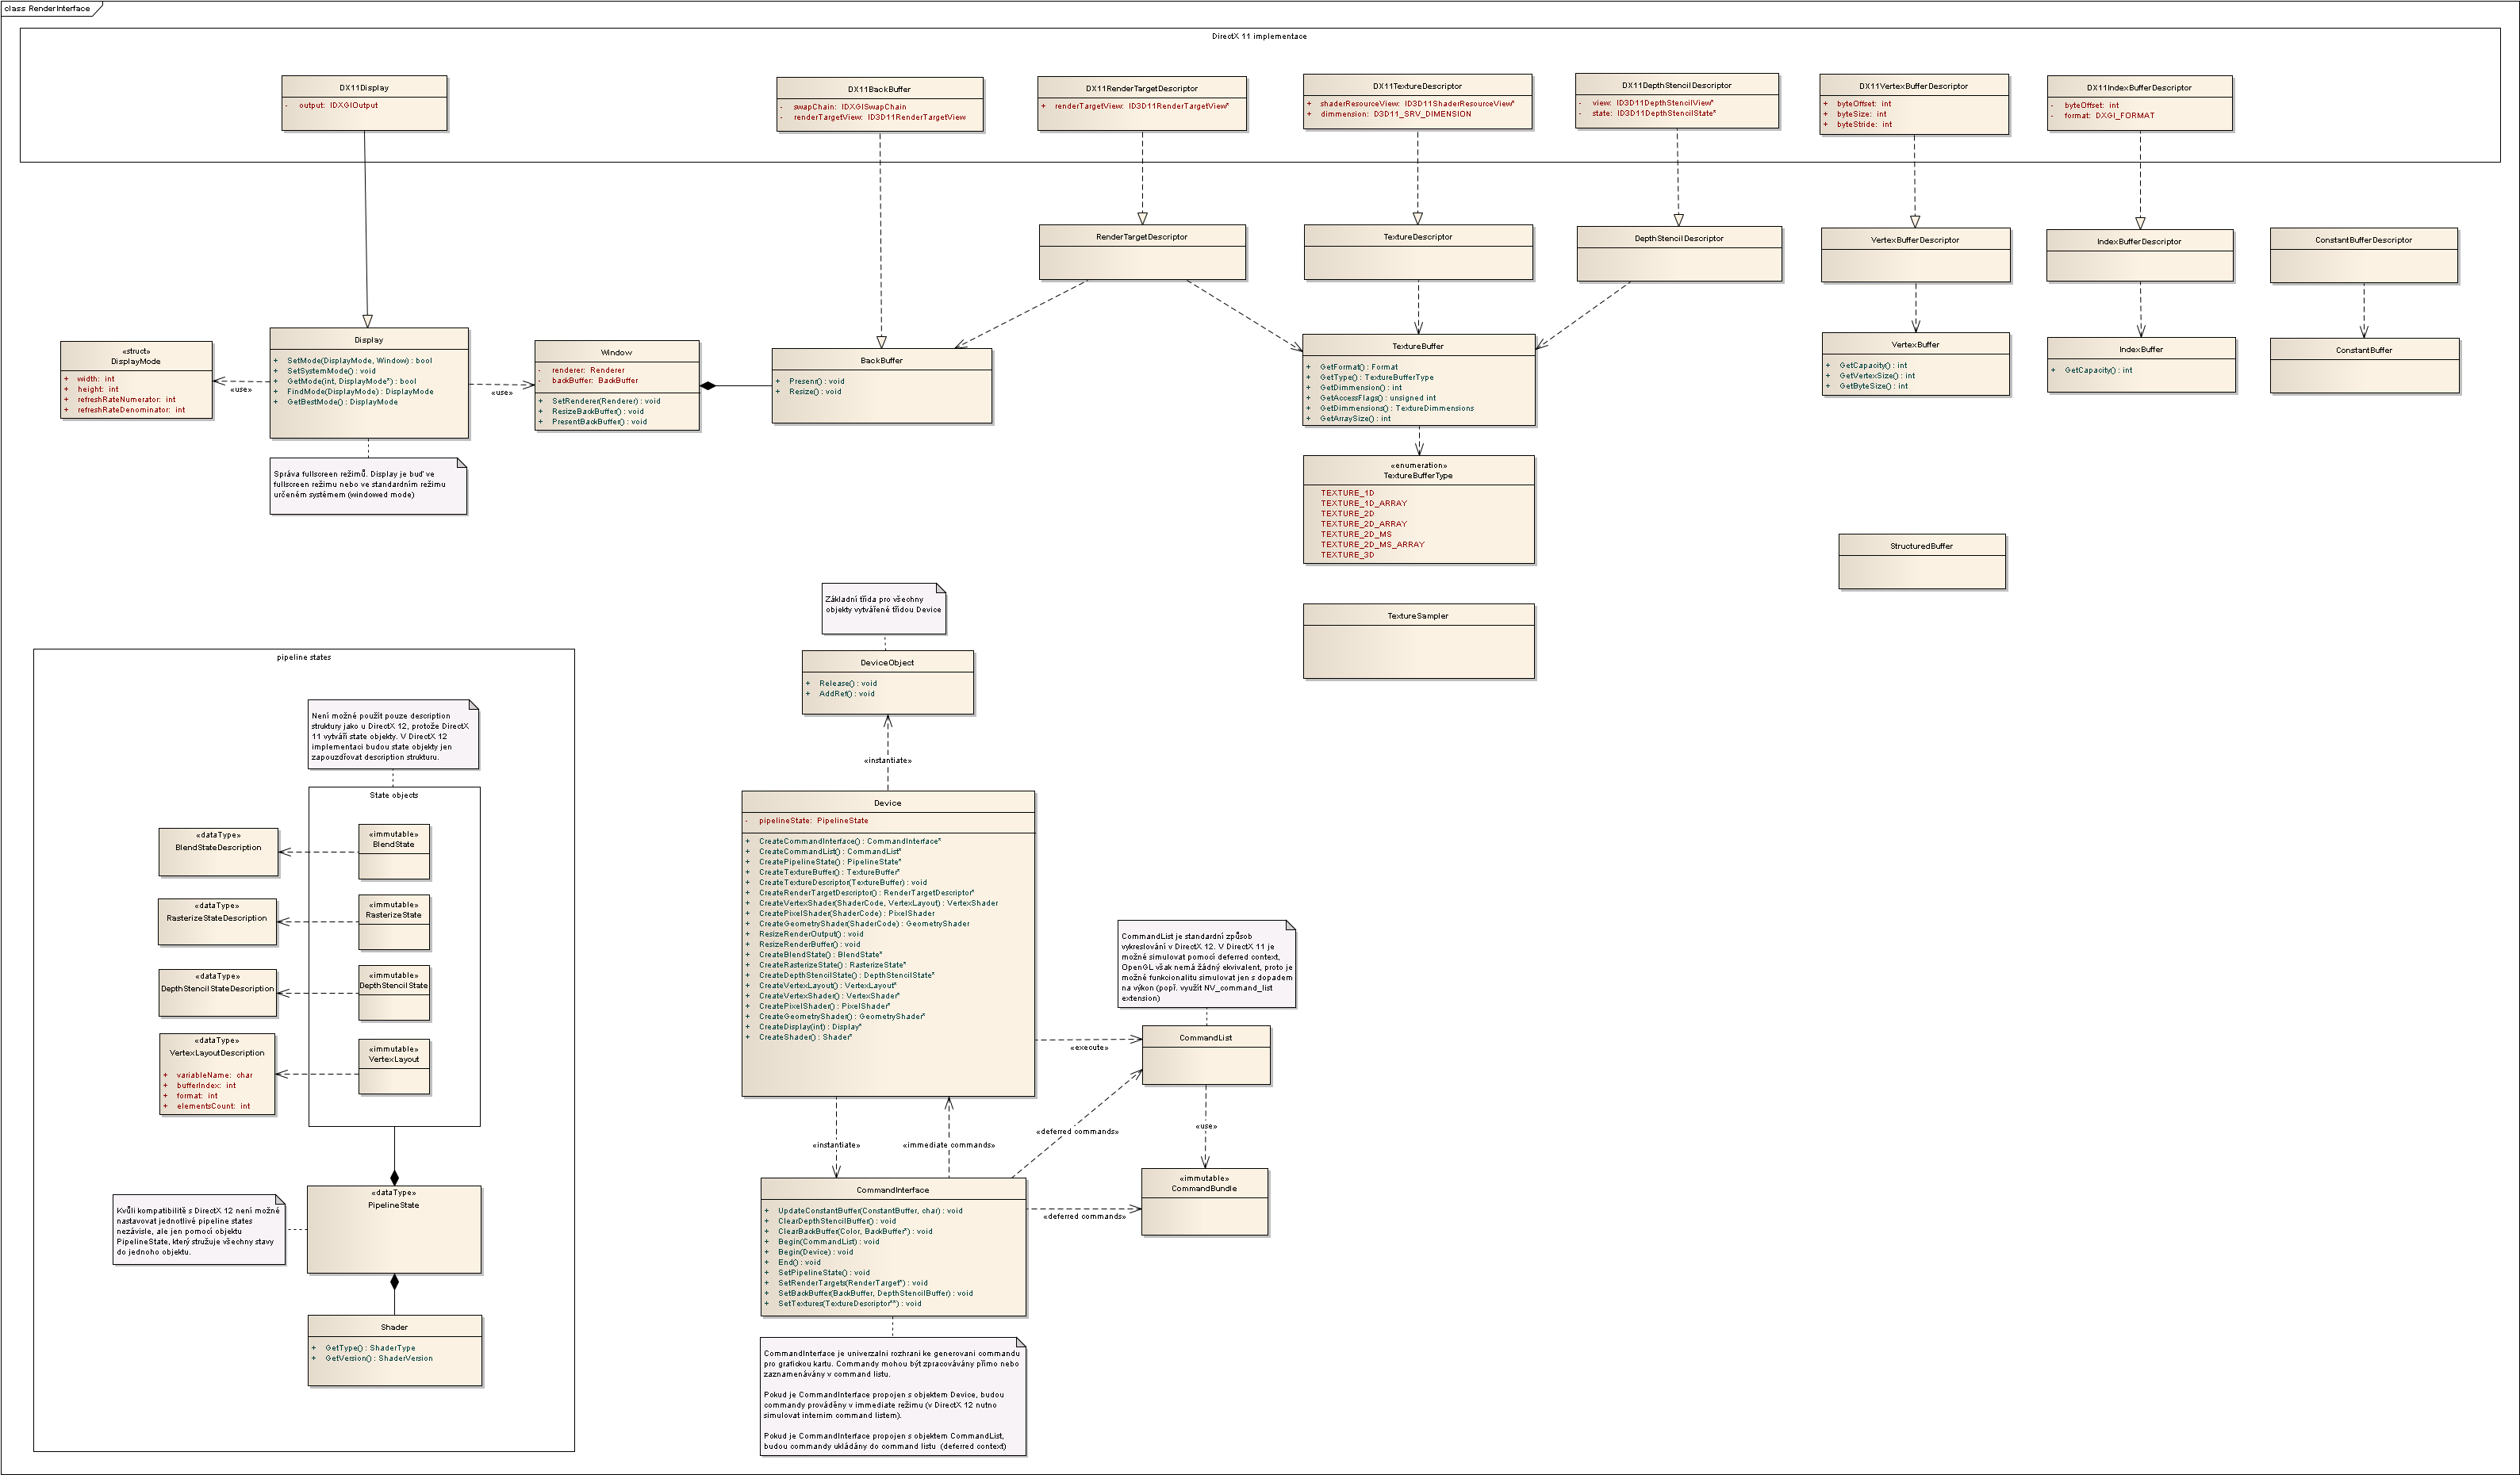 class RenderInterface
DirectX 11 implementace
DX11Display
- output: IDXGIOutput
DX11BackBuffer
- swapChain: IDXGISwapChain
- renderTargetView: ID3D11RenderTargetView
DX11RenderTargetDescriptor
+ renderTargetView: ID3D11RenderTargetView*
DX11TextureDescriptor
+ shaderResourceView: ID3D11ShaderResourceView*
+ dimmension: D3D11_SRV_DIMENSION
DX11DepthStencilDescriptor
- view: ID3D11DepthStencilView*
- state: ID3D11DepthStencilState*
DX11VertexBufferDescriptor
+ byteOffset: int
+ byteSize: int
+ byteStride: int
DX11IndexBufferDescriptor
- byteOffset: int
- format: DXGI_FORMAT
RenderTargetDescriptor
TextureDescriptor
DepthStencilDescriptor
VertexBufferDescriptor
IndexBufferDescriptor
ConstantBufferDescriptor
«struct»
DisplayMode
+ width: int
+ height: int
+ refreshRateNumerator: int
+ refreshRateDenominator: int
«use»
Display
+ SetMode(DisplayMode, Window) : bool
+ SetSystemMode() : void
+ GetMode(int, DisplayMode*) : bool
+ FindMode(DisplayMode) : DisplayMode
+ GetBestMode() : DisplayMode
«use»
Window
- renderer: Renderer
- backBuffer: BackBuffer
+ SetRenderer(Renderer) : void
+ ResizeBackBuffer() : void
+ PresentBackBuffer() : void
BackBuffer
+ Presenr() : void
+ Resize() : void
TextureBuffer
+ GetFormat() : Format
+ GetType() : TextureBufferType
+ GetDimmension() : int
+ GetAccessFlags() : unsigned int
+ GetDimmensions() : TextureDimmensions
+ GetArraySize() : int
VertexBuffer
+ GetCapacity() : int
+ GetVertexSize() : int
+ GetByteSize() : int
IndexBuffer
+ GetCapacity() : int
ConstantBuffer
Správa fullscreen režimů. Display je buď ve
fullscreen režimu nebo ve standardním režimu
určeném systémem (windowed mode)
«enumeration»
TextureBufferType
TEXTURE_1D
TEXTURE_1D_ARRAY
TEXTURE_2D
TEXTURE_2D_ARRAY
TEXTURE_2D_MS
TEXTURE_2D_MS_ARRAY
TEXTURE_3D
StructuredBuffer
TextureSampler
Základní třída pro všechny
objekty vytvářené třídou Device
DeviceObject
+ Release() : void
+ AddRef() : void
«instantiate»
pipeline states
Není možné použít pouze description
struktury jako u DirectX 12, protože DirectX
11 vytváří state objekty. V DirectX 12
implementaci budou state objekty jen
zapouzdřovat description strukturu.
State objects
«dataType»
BlendStateDescription
«immutable»
BlendState
«dataType»
RasterizeStateDescription
«immutable»
RasterizeState
«dataType»
DepthStencilStateDescription
«immutable»
DepthStencilState
«dataType»
VertexLayoutDescription
+ variableName: char
+ bufferIndex: int
+ format: int
+ elementsCount: int
«immutable»
VertexLayout
Kvůli kompatibilitě s DirectX 12 není možné
nastavovat jednotlivé pipeline states
nezávisle, ale jen pomocí objektu
PipelineState, který stružuje všechny stavy
do jednoho objektu.
«dataType»
PipelineState
Shader
+ GetType() : ShaderType
+ GetVersion() : ShaderVersion
Device
- pipelineState: PipelineState
+ CreateCommandInterface() : CommandInterface*
+ CreateCommandList() : CommandList*
+ CreatePipelineState() : PipelineState*
+ CreateTextureBuffer() : TextureBuffer*
+ CreateTextureDescriptor(TextureBuffer) : void
+ CreateRenderTargetDescriptor() : RenderTargetDescriptor*
+ CreateVertexShader(ShaderCode, VertexLayout) : VertexShader
+ CreatePixelShader(ShaderCode) : PixelShader
+ CreateGeometryShader(ShaderCode) : GeometryShader
+ ResizeRenderOutput() : void
+ ResizeRenderBuffer() : void
+ CreateBlendState() : BlendState*
+ CreateRasterizeState() : RasterizeState*
+ CreateDepthStencilState() : DepthStencilState*
+ CreateVertexLayout() : VertexLayout*
+ CreateVertexShader() : VertexShader*
+ CreatePixelShader() : PixelShader*
+ CreateGeometryShader() : GeometryShader*
+ CreateDisplay(int) : Display*
+ CreateShader() : Shader*
CommandList je standardní způsob
vykreslování v DirectX 12. V DirectX 11 je
možné simulovat pomocí deferred context,
OpenGL však nemá žádný ekvivalent, proto je
možné funkcionalitu simulovat jen s dopadem
na výkon (popř. využít NV_command_list
extension)
«execute»
CommandList
«instantiate»
«immediate commands»
«deferred commands»
«use»
CommandInterface
+ UpdateConstantBuffer(ConstantBuffer, char) : void
+ ClearDepthStencilBuffer() : void
+ ClearBackBuffer(Color, BackBuffer*) : void
+ Begin(CommandList) : void
+ Begin(Device) : void
+ End() : void
+ SetPipelineState() : void
+ SetRenderTargets(RenderTarget*) : void
+ SetBackBuffer(BackBuffer, DepthStencilBuffer) : void
+ SetTextures(TextureDescriptor**) : void
«deferred commands»
«immutable»
CommandBundle
CommandInterface je univerzalni rozhrani ke generovani commandu
pro grafickou kartu. Commandy mohou být zpracovávány přímo nebo
zaznamenávány v command listu.
Pokud je CommandInterface propojen s objektem Device, budou
commandy prováděny v immediate režimu (v DirectX 12 nutno
simulovat internim command listem).
Pokud je CommandInterface propojen s objektem CommandList,
budou commandy ukládány do command listu (deferred context)